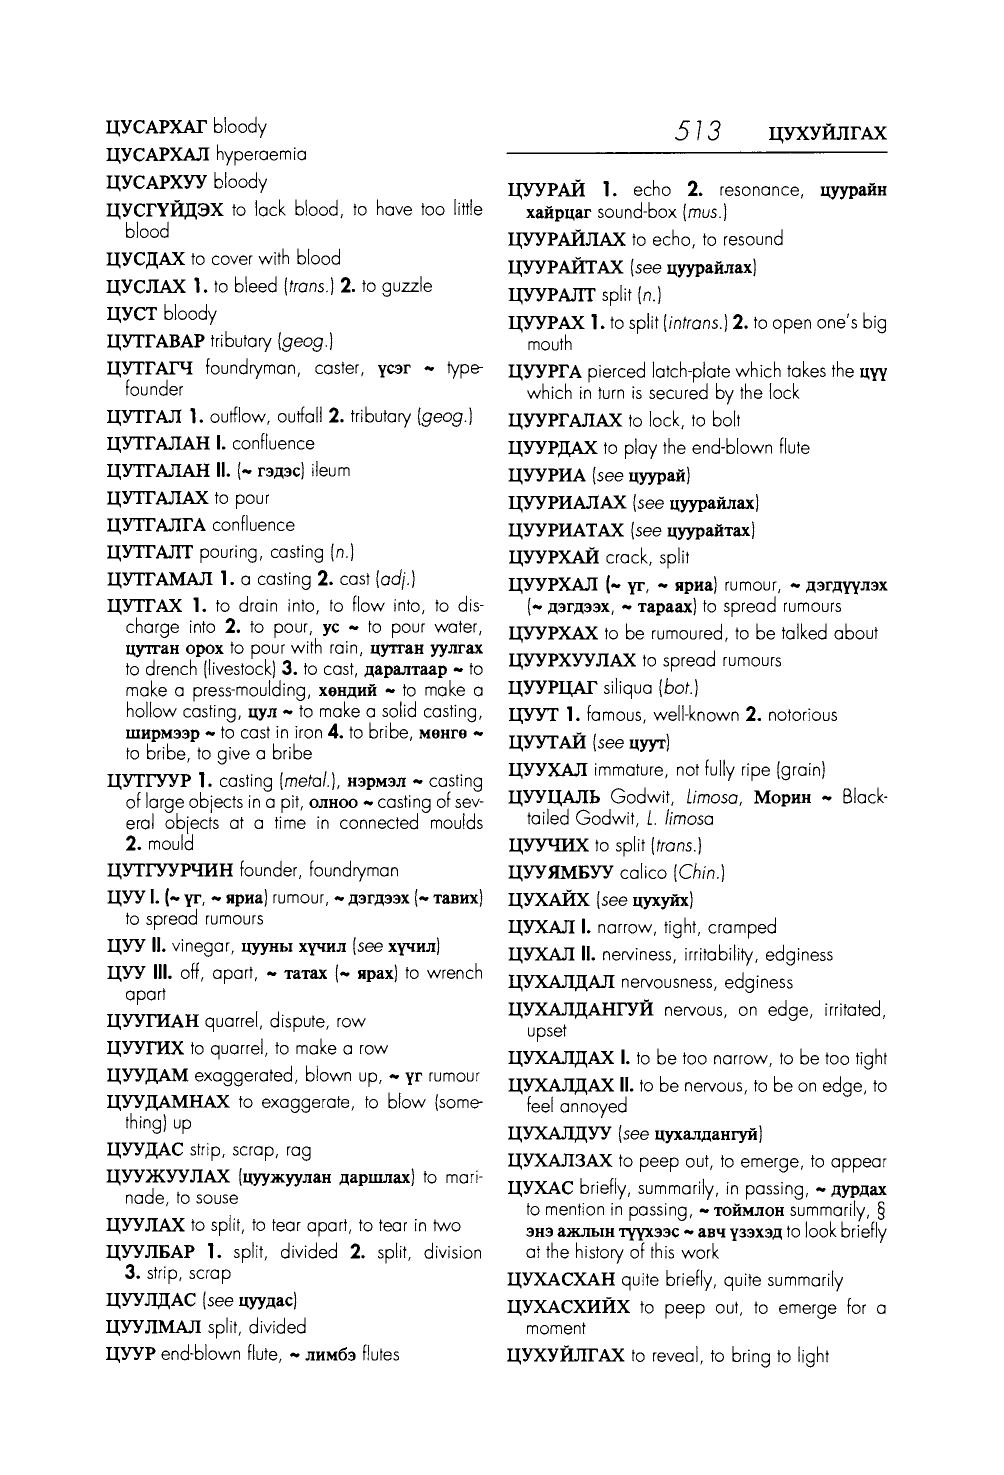 ЦУСАРХАГ bloody
ЦУСАРХАЛ hyperaemia
ЦУСАРХУУ bloody
ЦУСГҮЙДЭХ to lack blood, to have too little
blood
ЦУСДАХ to cover with blood
ЦУСЛАХ 1. to bleed (trans.) 2. to guzzle
ЦУСТ bloody
ЦУТГАВАР tributary (geog.)
ЦУТГАГЧ foundryman, caster, үсэг ~ type-
founder
ЦУТГАЛ 1. outflow, outfall 2. tributary (geog.)
ЦУТГАЛАН I. confluence
ЦУТГАЛАН II. (~ гэдэс) ileum
ЦУТГАЛАХ to pour
ЦУТГАЛГА confluence
ЦУТГАЛТ pouring, casting (n.)
ЦУТГАМАЛ 1. a casting 2. cast (adj.)
ЦУТГАХ 1. to drain into, to flow into, to dis-
charge into 2. to pour, ус ~ to pour water,
цутган орох to pour with rain, цутган уулгах
to drench (livestock) 3. to cast, даралтаар ~ to
make a press-moulding, хөндий ~ to make a
hollow casting, цул ~ to make a solid casting,
ширмээр ~ to cast in iron 4. to bribe, мөнгө ~
to bribe, to give a bribe
ЦУТГУУР 1. casting (metal.), нэрмэл ~ casting
of large objects in a pit, олноо ~ casting of sev-
eral objects at a time in connected moulds
2. mould
ЦУТГУУРЧИН founder, foundryman
ЦУУ I. (~ үг, ~ яриа) rumour, ~ дэгдээх (~ тавих)
to spread rumours
ЦУУ II. vinegar, цууны хүчил (see хүчил)
ЦУУ III. off, apart, ~ татах (~ ярах) to wrench
apart
ЦУУГИАН quarrel, dispute, row
ЦУУГИХ to quarrel, to make a row
ЦУУДАМ exaggerated, blown up, ~ үг rumour
ЦУУДАМНАХ to exaggerate, to blow (some-
thing) up
ЦУУДАС strip, scrap, rag
ЦУУЖУУЛАХ (цуужуулан даршлах) to mari-
nade, to souse
ЦУУЛАХ to split, to tear apart, to tear in two
ЦУУЛБАР 1. split, divided 2. split, division
3. strip, scrap
ЦУУЛДАС (see цуудас)
ЦУУЛМАЛ split, divided
ЦУУР end-blown flute, ~ лимбэ flutes
513 ЦУХУЙЛГАХ
ЦУУРАЙ 1. echo 2. resonance, цуурайн
хайрцаг sound-box (mus.)
ЦУУРАЙЛАХ to echo, to resound
ЦУУРАЙТАХ (see цуурайлах)
ЦУУРАЛТ split (n.)
ЦУУРАХ 1. to split (intrans.) 2. to open one's big
mouth
ЦУУРГА pierced latch-plate which takes the цүү
which in turn is secured by the lock
ЦУУРГАЛАХ to lock, to bolt
ЦУУРДАХ to play the end-blown flute
ЦУУРИА (see цуурай)
ЦУУРИАЛАХ (see цуурайлах)
ЦУУРИАТАХ (see цуурайтах)
ЦУУРХАЙ crack, split
ЦУУРХАЛ (~ үг, ~ яриа) rumour, ~ дэгдүүлэх
(~ дэгдээх, ~ тараах) to spread rumours
ЦУУРХАХ to be rumoured, to be talked about
ЦУУРХУУЛАХ to spread rumours
ЦУУРЦАГ siliqua (bot.)
ЦУУТ 1. famous, well-known 2. notorious
ЦУУТАЙ (see цуут)
ЦУУХАЛ immature, not fully ripe (grain)
ЦУУЦАЛЬ Godwit, Limosa, Морин ~ Black-
tailed Godwit, L. limosa
ЦУУЧИХ to split (trans.)
ЦУУЯМБУУ calico (Chin.)
ЦУХАЙХ (see цухуйх)
ЦУХАЛ I. narrow, tight, cramped
ЦУХАЛ II. nerviness, irritability, edginess
ЦУХАЛДАЛ nervousness, edginess
ЦУХАЛДАНГУЙ nervous, on edge, irritated,
upset
ЦУХАЛДАХ I. to be too narrow, to be too tight
ЦУХАЛДАХ II. to be nervous, to be on edge, to
feel annoyed
ЦУХАЛДУУ (see цухалдангуй)
ЦУХАЛЗАХ to peep out, to emerge, to appear
ЦУХАС briefly, summarily, in passing, ~ дурдах
to mention in passing, ~ тоймлон summarily, §
энэ ажлын түүхээс ~ авч үзэхэд to look briefly
at the history of this work
ЦУХАСХАН quite briefly, quite summarily
ЦУХАСХИЙХ to peep out, to emerge for a
moment
ЦУХУЙЛГАХ to reveal, to bring to light